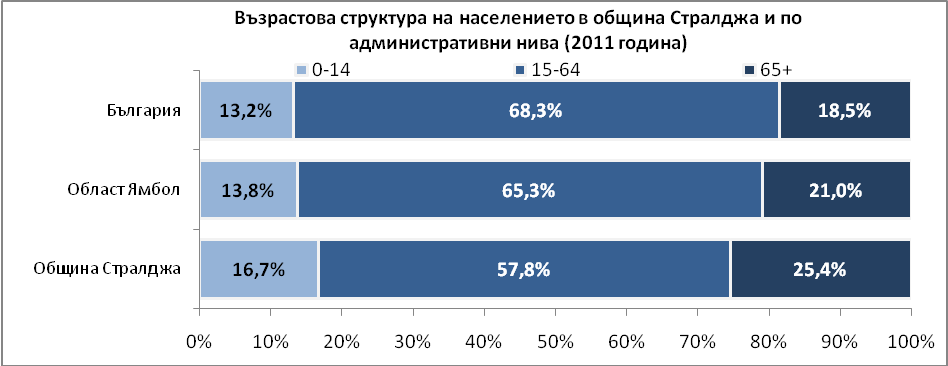 Възрастова структура на населението в община Стралджа и по
административни нива (2011 година)
0-14 15-64 65+
България 13,2% 68,3% 18,5%
Област Ямбол 13,8% 65,3% 21,0%
Община Стралджа 16,7% 57,8% 25,4%
0% 10% 20% 30% 40% 50% 60% 70% 80% 90% 100%